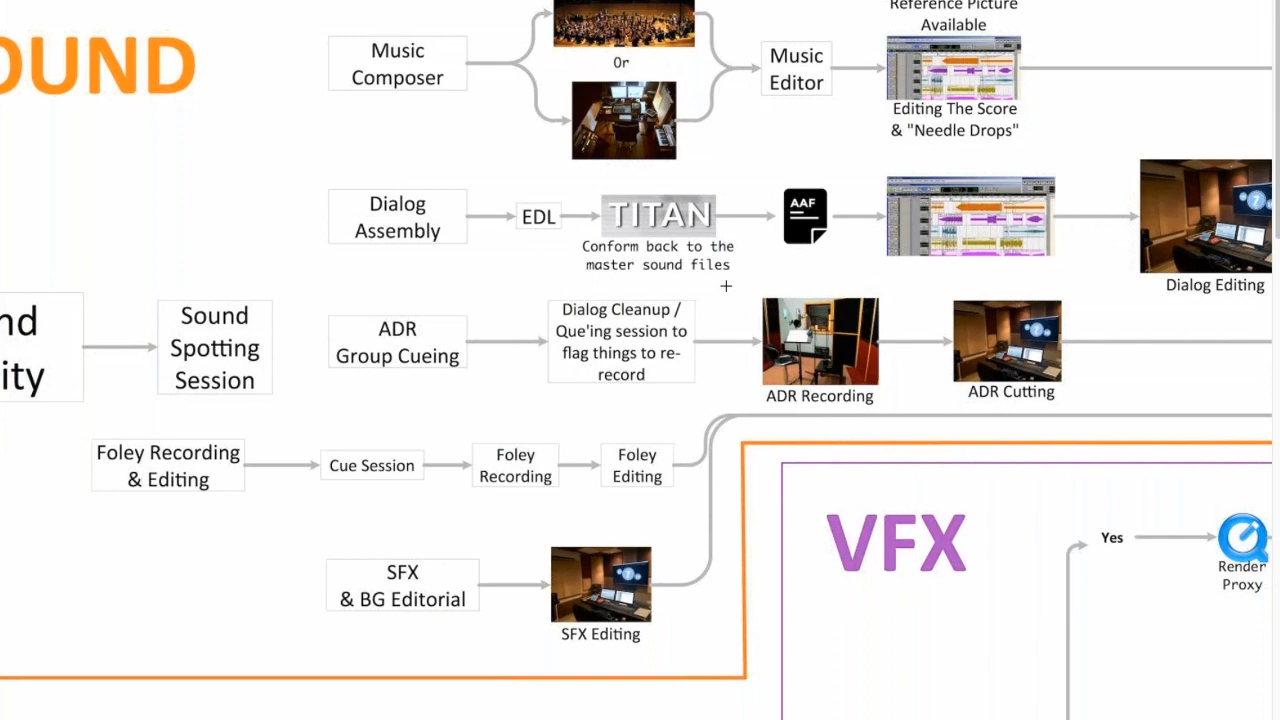 Reference Picture
Available
OUND
Music
Composer
Or
Music
Editor
Editing The Score
& "Needle Drops"
Dialog
Assembly
EDL
TITAN
AAF
Conform back to the
master sound files
Dialog Editing
nd
ity
Sound
Spotting
Session
ADR
Group Cueing
Dialog Cleanup /
Que'ing session to
flag things to re-
record
ADR Recording
ADR Cutting
Foley Recording
& Editing
Cue Session
Foley
Recording
Foley
Editing
VFX
Yes
Render
Proxy
SFX
& BG Editorial
SFX Editing